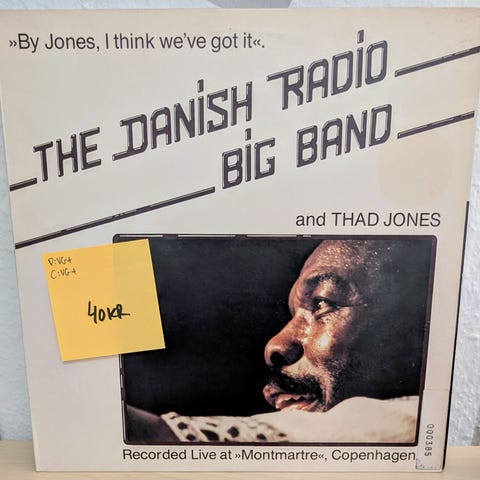 »By Jones, I think we've got it«.
THE DANISH RADIO
BIG BAND
and THAD JONES
P:VG+
C:VG+
40KR
Recorded Live at »Montmartre«, Copenhagen
000385